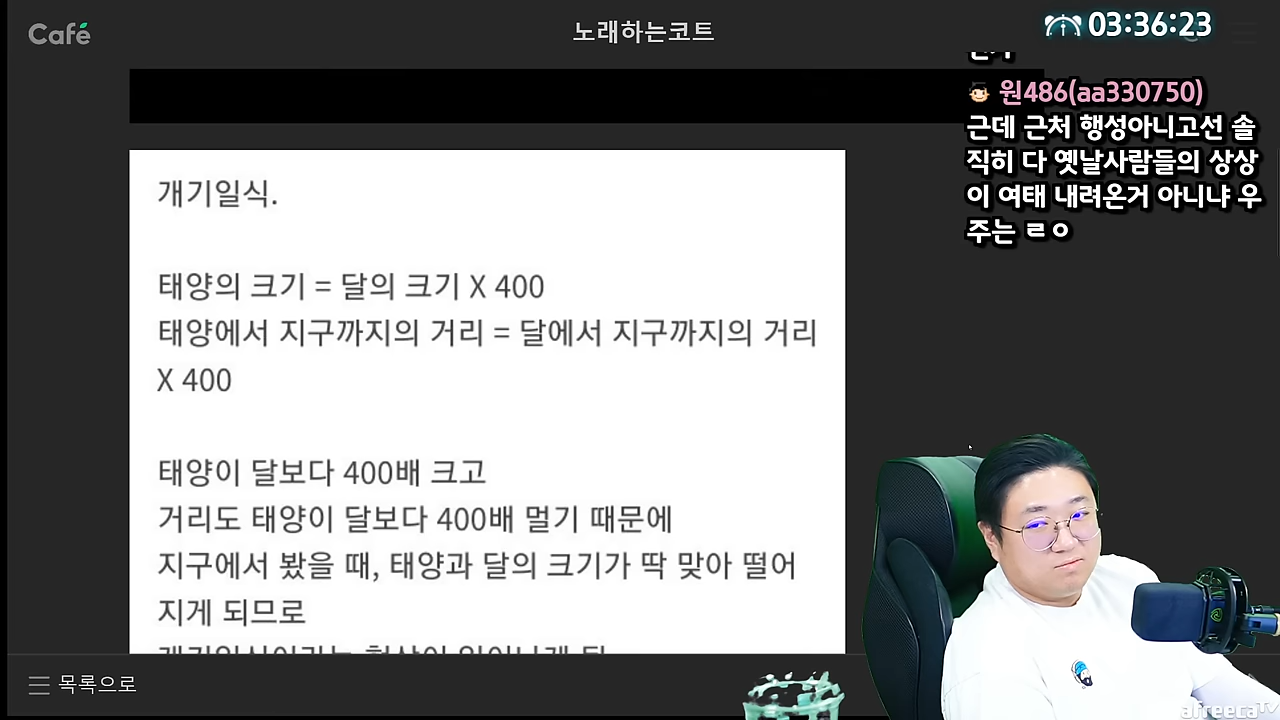 Café
노래하는코트
03:36:23
원486(aa330750)
근데 근처 행성아니고선 솔
직히 다 옛날사람들의 상상
이 여태 내려온거 아니냐 우
주는 ㄹㅇ
개기일식.
태양의 크기 = 달의 크기 X 400
태양에서 지구까지의 거리 = 달에서 지구까지의 거리
X 400
태양이 달보다 400배 크고
거리도 태양이 달보다 400배 멀기 때문에
지구에서 봤을 때, 태양과 달의 크기가 딱 맞아 떨어
지게 되므로
목록으로
afreecaTV